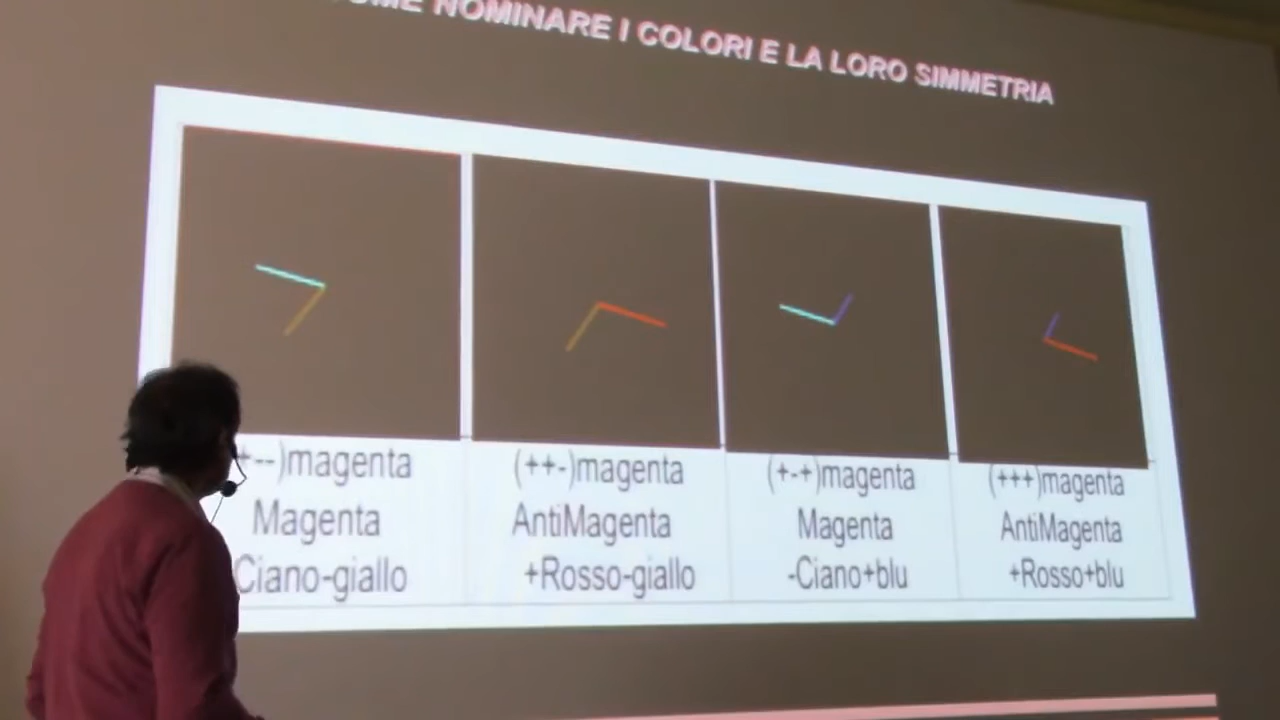 NOMINARE I COLORI E LA LORO SIMMETRIA
+--)magenta (++-)magenta (+-+)magenta (+++)magenta
Magenta AntiMagenta Magenta AntiMagenta
Ciano-giallo +Rosso-giallo -Ciano+blu +Rosso+blu